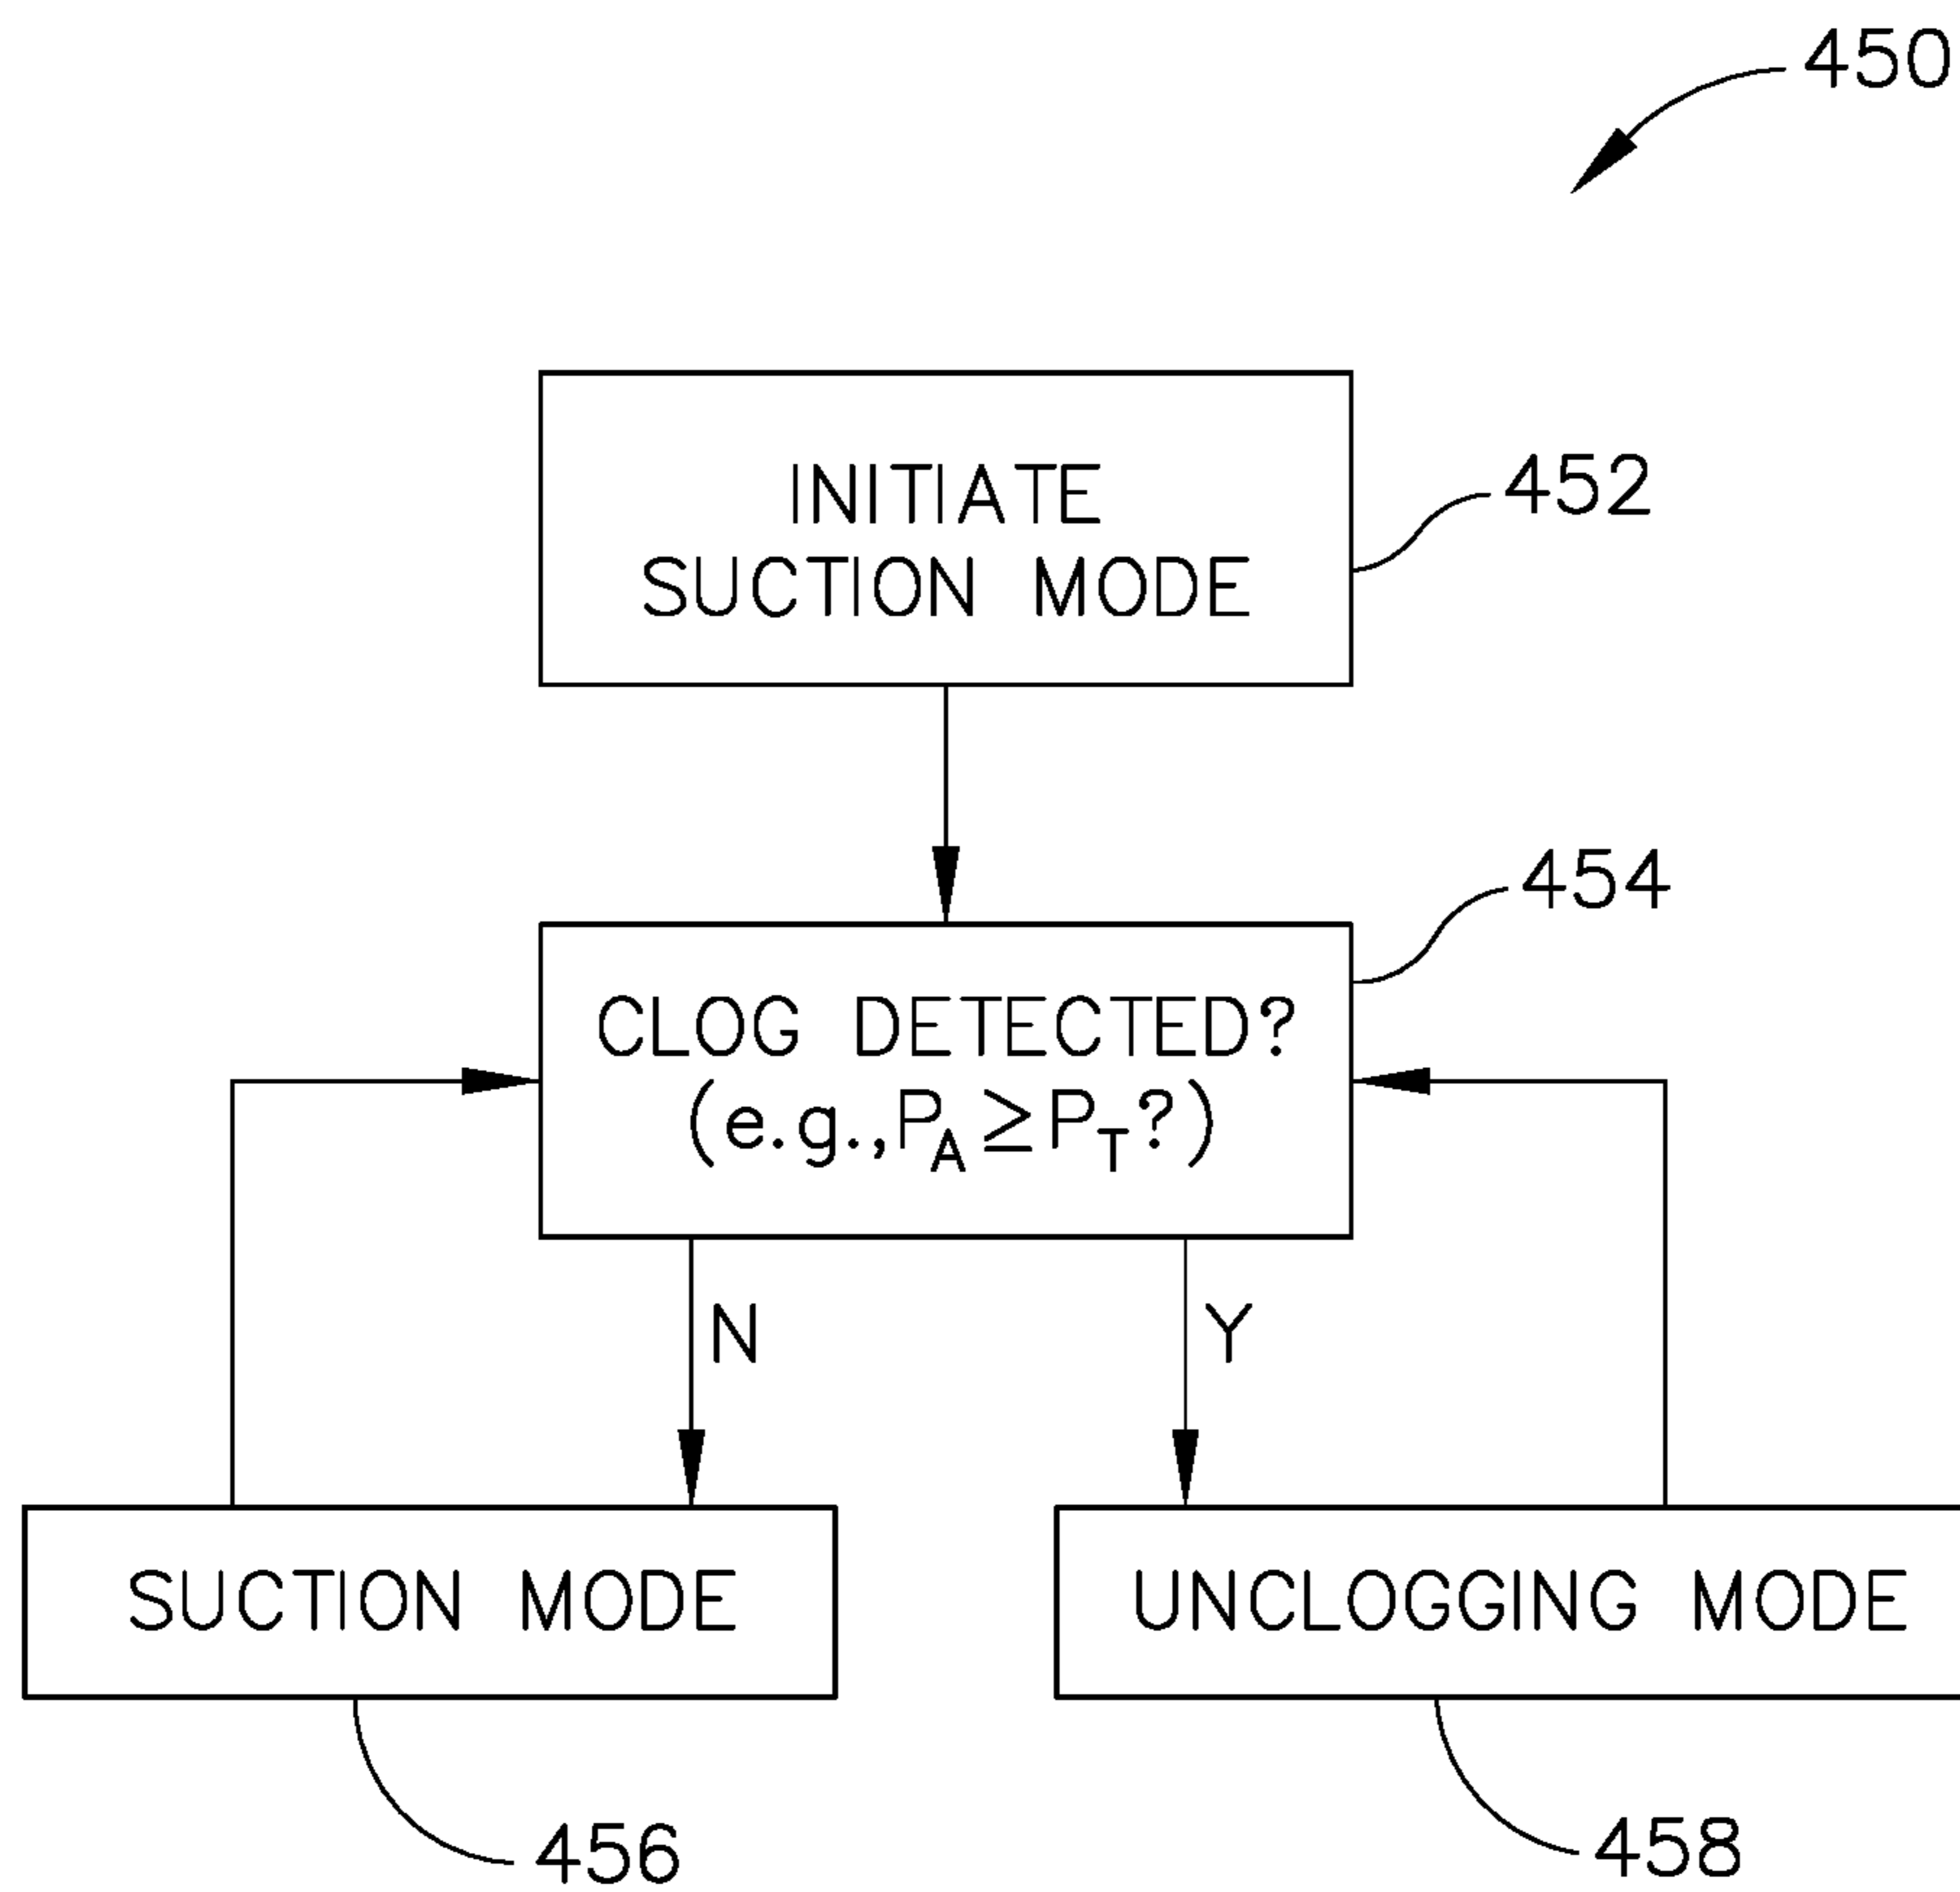 450
INITIATE
SUCTION MODE
452
454
CLOG DETECTED?
(e.g., P_A ≥ P_T?)
N
Y
SUCTION MODE
UNCLOGGING MODE
456
458